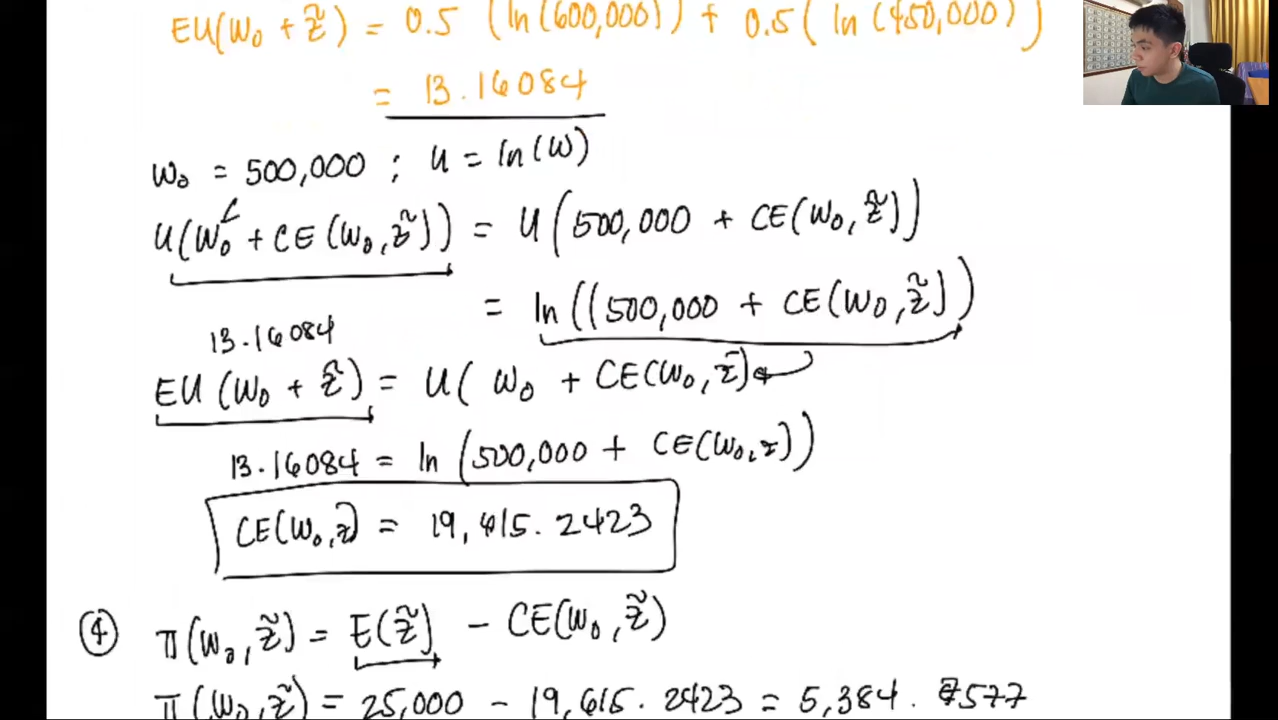 EU(W₀ + z̃) = 0.5 (ln(600,000)) + 0.5 (ln(450,000))
= 13.16084
W₀ = 500,000 ; U = ln(W)
U(W₀ + CE(W₀, z̃)) = U(500,000 + CE(W₀, z̃))
= ln((500,000 + CE(W₀, z̃))
13.16084
EU(W₀ + z̃) = U( W₀ + CE(W₀, z̃)
13.16084 = ln (500,000 + CE(W₀, z))
CE(W₀, z̃) = 19,615.2423
④ π(W₀, z̃) = E(z̃) - CE(W₀, z̃)
π(W₀, z̃) = 25,000 - 19,615.2423 = 5,384.7577